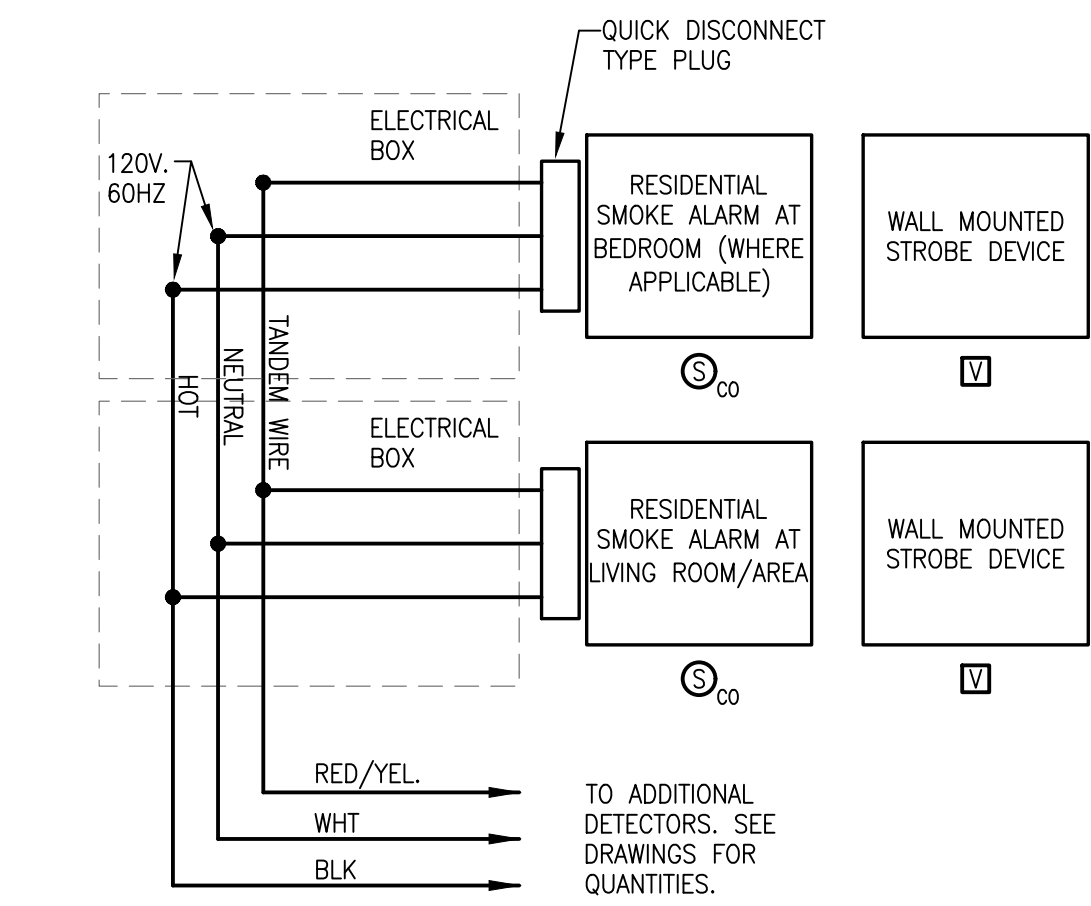 QUICK DISCONNECT
TYPE PLUG
ELECTRICAL
BOX
120V.
60HZ
RESIDENTIAL
SMOKE ALARM AT
BEDROOM (WHERE
APPLICABLE)
WALL MOUNTED
STROBE DEVICE
HOT
NEUTRAL
TANDEM WIRE
S
CO
V
ELECTRICAL
BOX
RESIDENTIAL
SMOKE ALARM AT
LIVING ROOM/AREA
WALL MOUNTED
STROBE DEVICE
S
CO
V
RED/YEL.
WHT
BLK
TO ADDITIONAL
DETECTORS. SEE
DRAWINGS FOR
QUANTITIES.